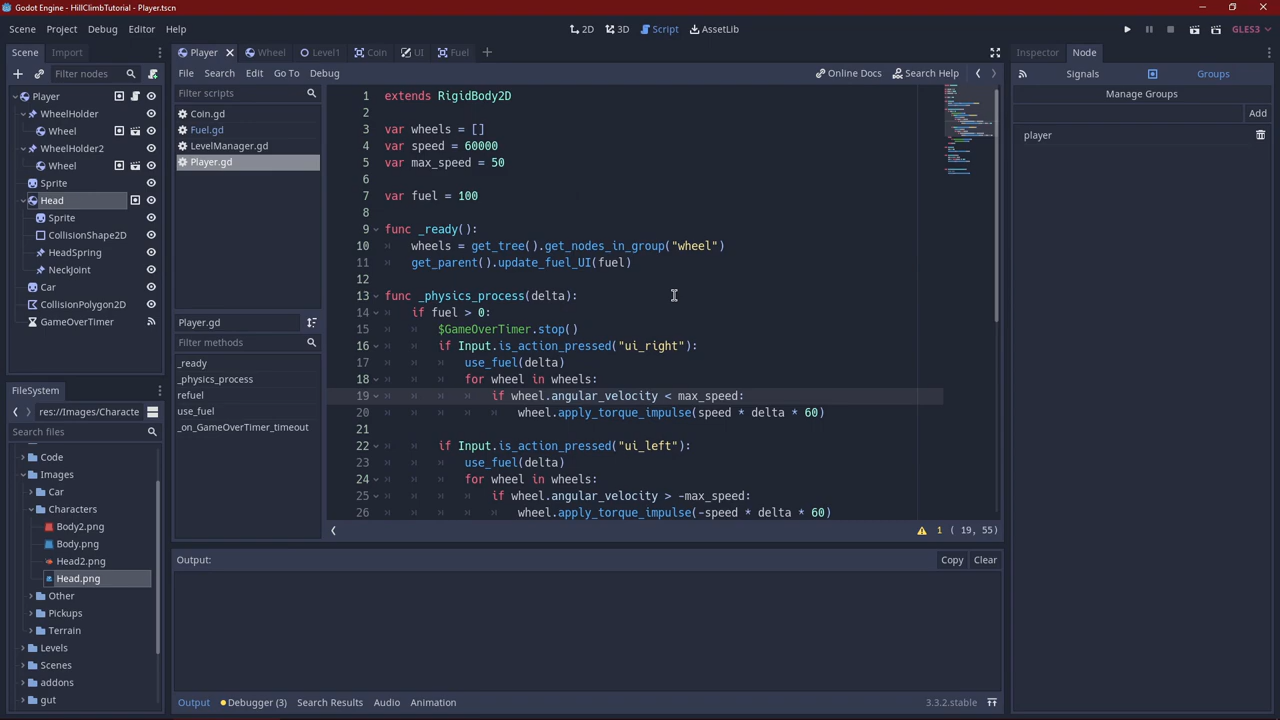 Godot Engine - HillClimbTutorial - Player.tscn
Scene Project Debug Editor Help
2D 3D Script AssetLib
GLES3
Scene Import
Filter nodes
Player
WheelHolder
Wheel
WheelHolder2
Wheel
Sprite
Head
Sprite
CollisionShape2D
HeadSpring
NeckJoint
Car
CollisionPolygon2D
GameOverTimer
FileSystem
res://Images/Characte
Search files
Code
Images
Car
Characters
Body2.png
Body.png
Head2.png
Head.png
Other
Pickups
Terrain
Levels
Scenes
addons
gut
Player Wheel Level1 Coin UI Fuel
File Search Edit Go To Debug
Online Docs Search Help
Filter scripts
Coin.gd
Fuel.gd
LevelManager.gd
Player.gd
Player.gd
Filter methods
_ready
_physics_process
refuel
use_fuel
_on_GameOverTimer_timeout
1 extends RigidBody2D
2
3 var wheels = []
4 var speed = 60000
5 var max_speed = 50
6
7 var fuel = 100
8
9 func _ready():
10 wheels = get_tree().get_nodes_in_group("wheel")
11 get_parent().update_fuel_UI(fuel)
12
13 func _physics_process(delta):
14 if fuel > 0:
15 $GameOverTimer.stop()
16 if Input.is_action_pressed("ui_right"):
17 use_fuel(delta)
18 for wheel in wheels:
19 if wheel.angular_velocity < max_speed:
20 wheel.apply_torque_impulse(speed * delta * 60)
21
22 if Input.is_action_pressed("ui_left"):
23 use_fuel(delta)
24 for wheel in wheels:
25 if wheel.angular_velocity > -max_speed:
26 wheel.apply_torque_impulse(-speed * delta * 60)
1 ( 19, 55)
Output:
Copy Clear
Output Debugger (3) Search Results Audio Animation
3.3.2.stable
Inspector Node
Signals Groups
Manage Groups
Add
player